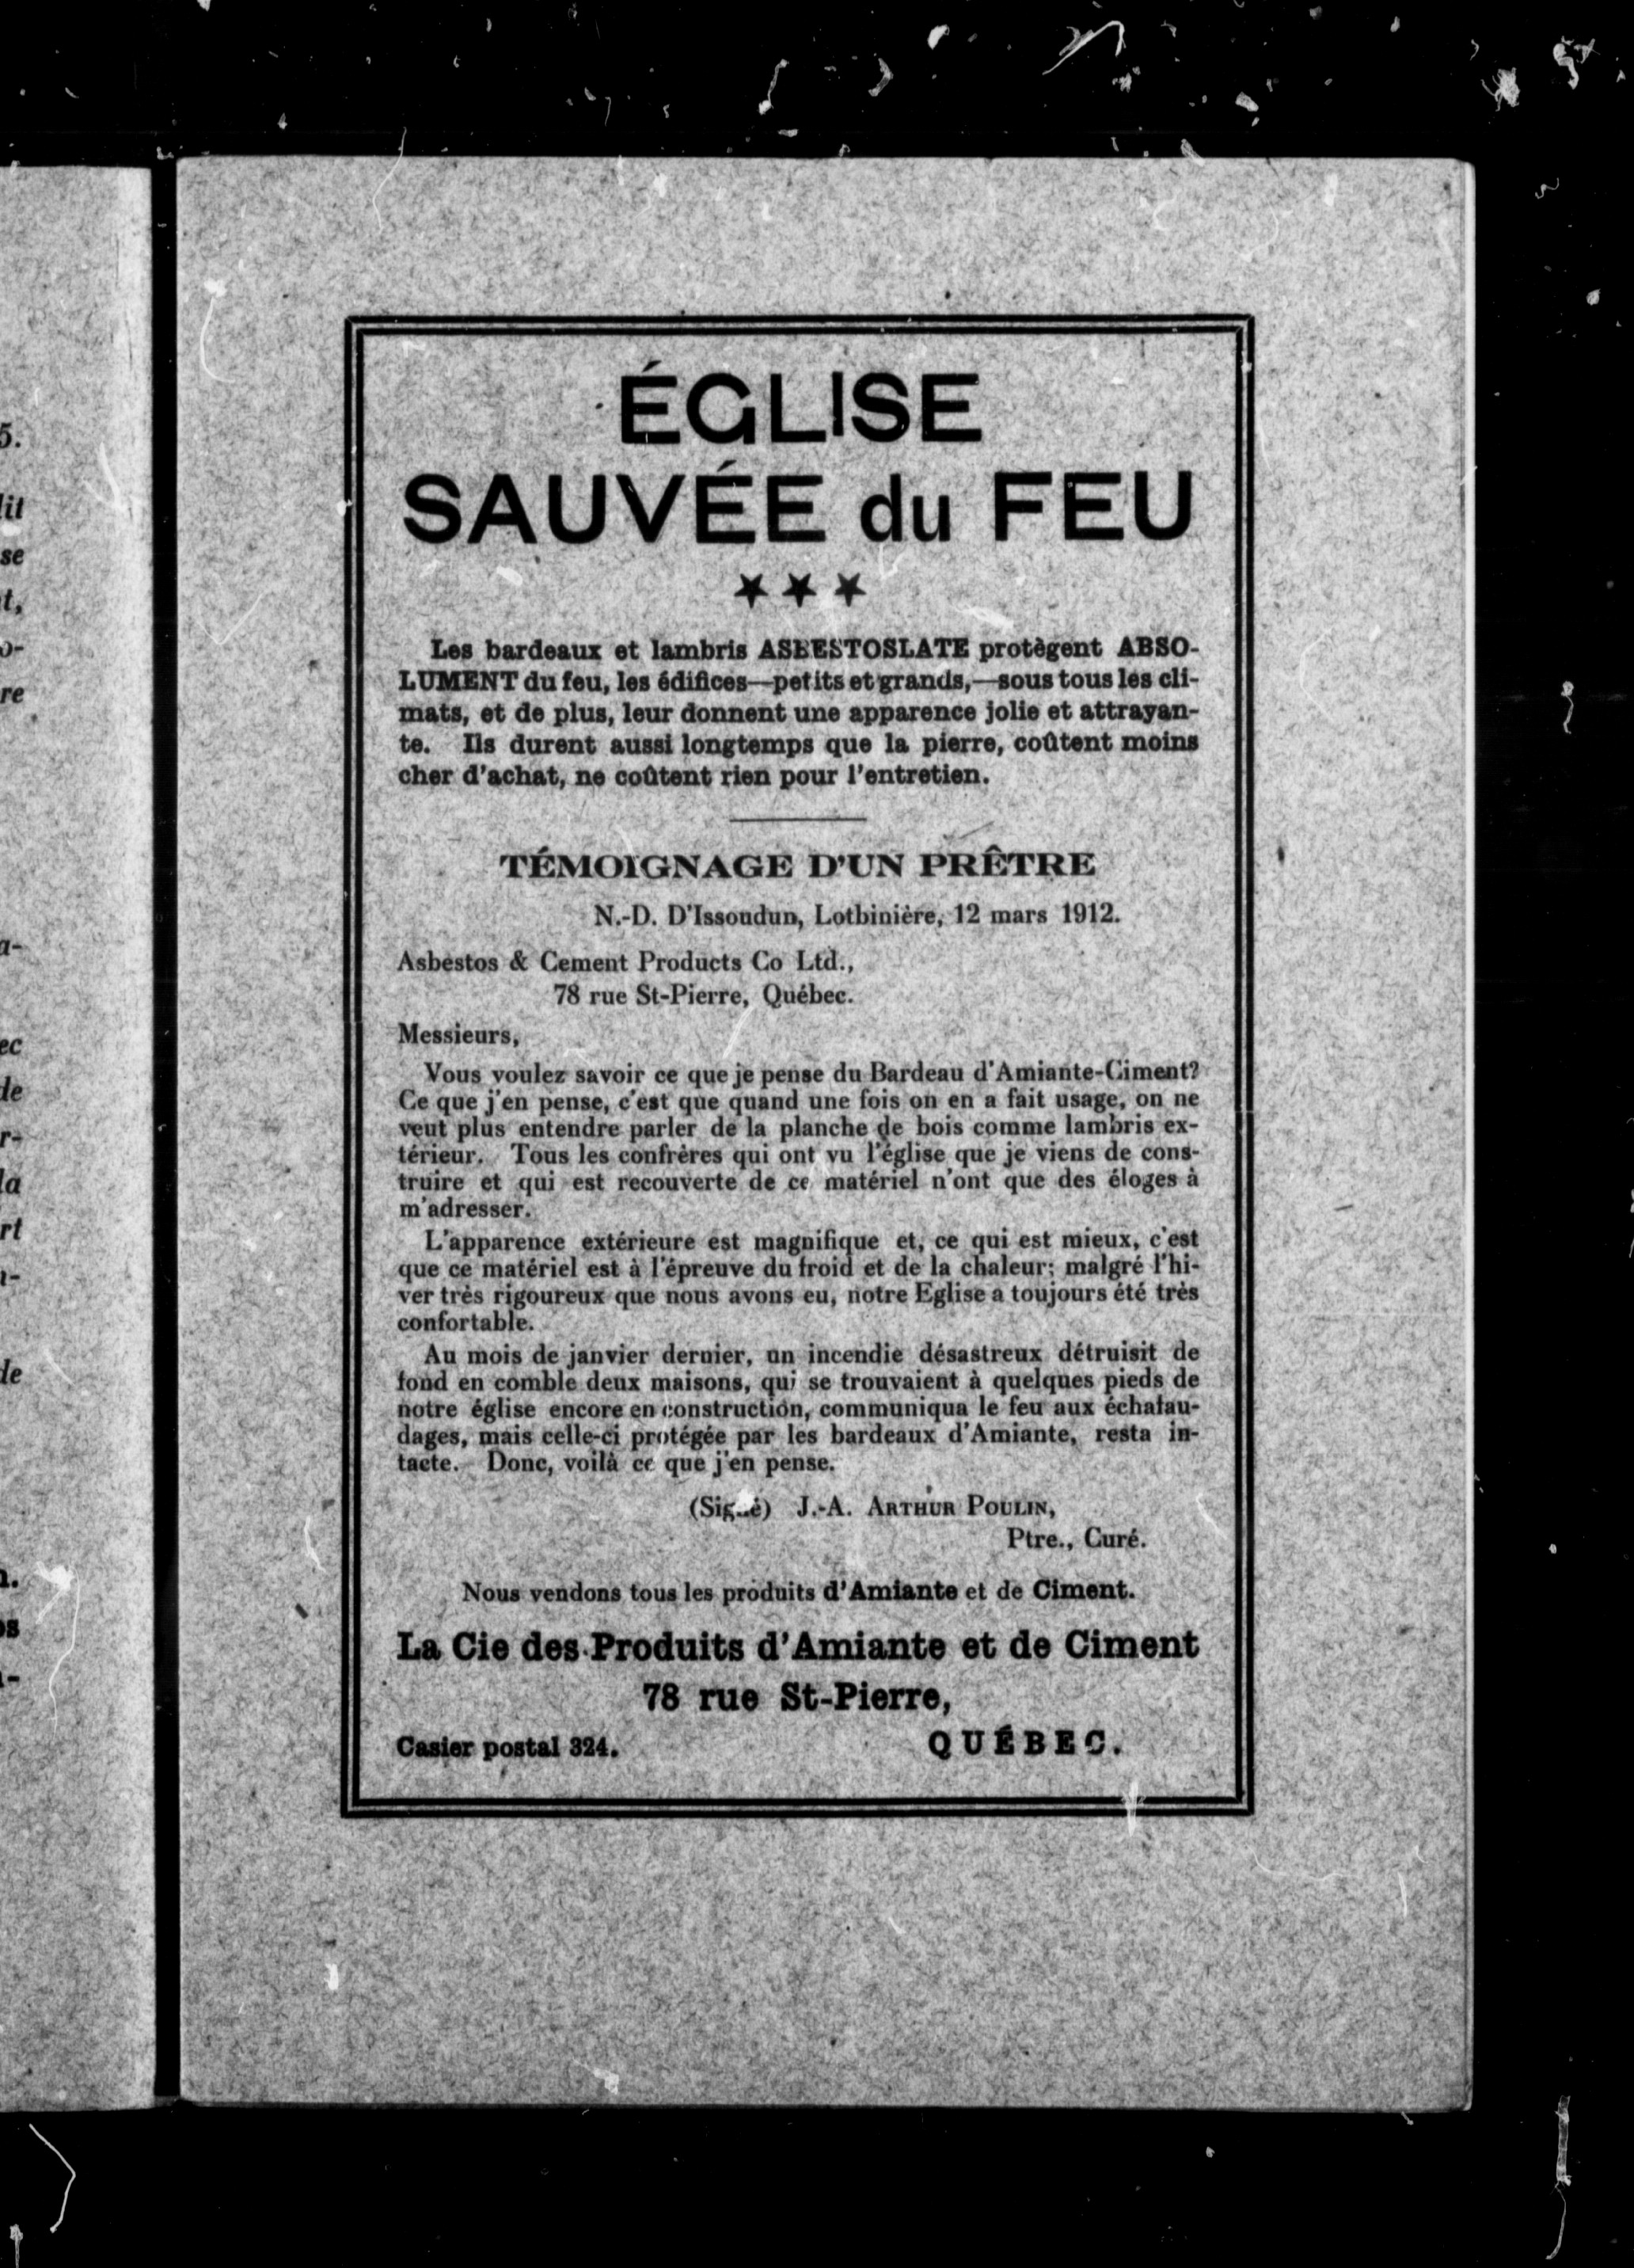 ÉGLISE
SAUVÉE du FEU
★ ★ ★
Les bardeaux et lambris ASBESTOSLATE protègent ABSO-
LUMENT du feu, les édifices—petits et grands,—sous tous les cli-
mats, et de plus, leur donnent une apparence jolie et attrayan-
te. Ils durent aussi longtemps que la pierre, coûtent moins
cher d'achat, ne coûtent rien pour l'entretien.
TÉMOIGNAGE D'UN PRÊTRE
N.-D. D'Issoudun, Lotbinière, 12 mars 1912.
Asbestos & Cement Products Co Ltd.,
78 rue St-Pierre, Québec.
Messieurs,
Vous voulez savoir ce que je pense du Bardeau d'Amiante-Ciment?
Ce que j'en pense, c'est que quand une fois on en a fait usage, on ne
veut plus entendre parler de la planche de bois comme lambris ex-
térieur. Tous les confrères qui ont vu l'église que je viens de cons-
truire et qui est recouverte de ce matériel n'ont que des éloges à
m'adresser.
L'apparence extérieure est magnifique et, ce qui est mieux, c'est
que ce matériel est à l'épreuve du froid et de la chaleur; malgré l'hi-
ver très rigoureux que nous avons eu, notre Eglise a toujours été très
confortable.
Au mois de janvier dernier, un incendie désastreux détruisit de
fond en comble deux maisons, qui se trouvaient à quelques pieds de
notre église encore en construction, communiqua le feu aux échafau-
dages, mais celle-ci protégée par les bardeaux d'Amiante, resta in-
tacte. Donc, voilà ce que j'en pense.
(Signé) J.-A. ARTHUR POULIN,
Ptre., Curé.
Nous vendons tous les produits d'Amiante et de Ciment.
La Cie des Produits d'Amiante et de Ciment
78 rue St-Pierre,
Casier postal 324. QUÉBEC.